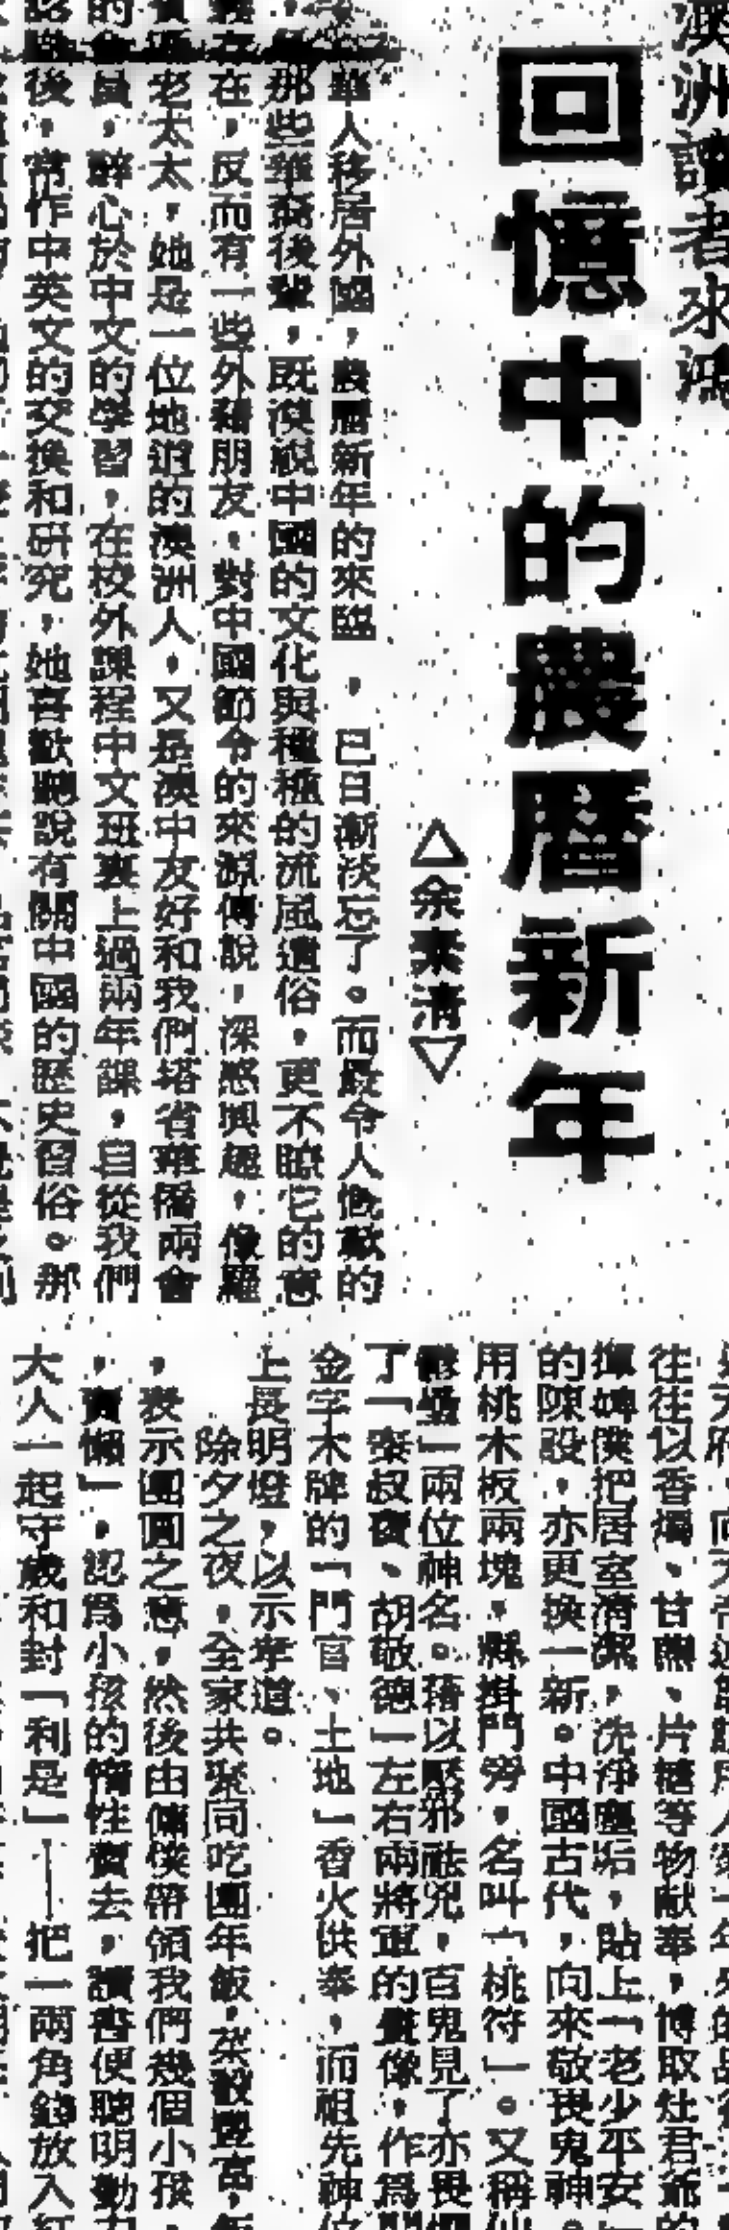 澳洲讀者來鴻
回憶中的農曆新年
△余東清▽
華人移居外國，農曆新年的來臨，已日漸淡忘了。而最令人慨歎的
那些華裔後輩，既漠視中國的文化與種種的流風遺俗，更不瞭它的意
在，反而有一些外籍朋友，對中國節令的來源傳說，深感興趣，像羅
老太太，她是一位地道的澳洲人，又是澳中友好和我們塔省華僑兩會
的會員，醉心於中文的學習，在校外課程中文班裏上過兩年課，自從我們
後，常作中英文的交換和研究，她喜歡聽說有關中國的歷史習俗。那
往往以香燭、甘蔗、片糖等物献奉，博取灶君爺的
婢僕把居室清潔，洗淨塵垢，貼上「老少平安」
的陳設，亦更換一新。中國古代，向來敬畏鬼神。
用桃木板兩塊，縣掛門旁，名叫「桃符」。又稱仙
鬱壘」兩位神名。藉以壓邪祛兇，百鬼見了亦畏懼
了「秦叔寶、胡敬德」左右兩將軍的畫像，作爲門
金字木牌的「門官、土地」香火供奉，而祖先神位
上長明燈，以示孝道。
除夕之夜，全家共聚同吃團年飯，菜餚豐富，飯
，表示團圓之意，然後由傭僕帶領我們幾個小孩，
，賣懶」，認爲小孩的惰性賣去，讀書便聰明勤力
大人一起守歲和封「利是」——把一兩角錢放入紅